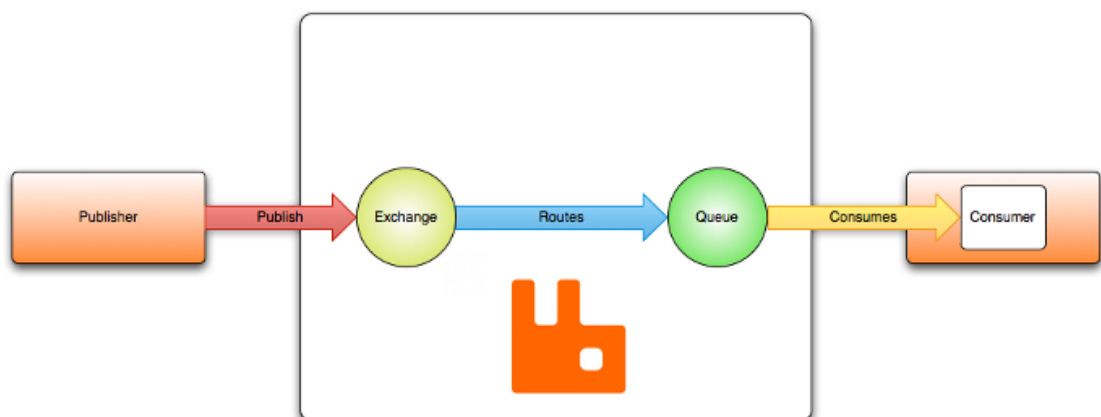 Publisher
Publish
Exchange
Routes
Queue
Consumes
Consumer